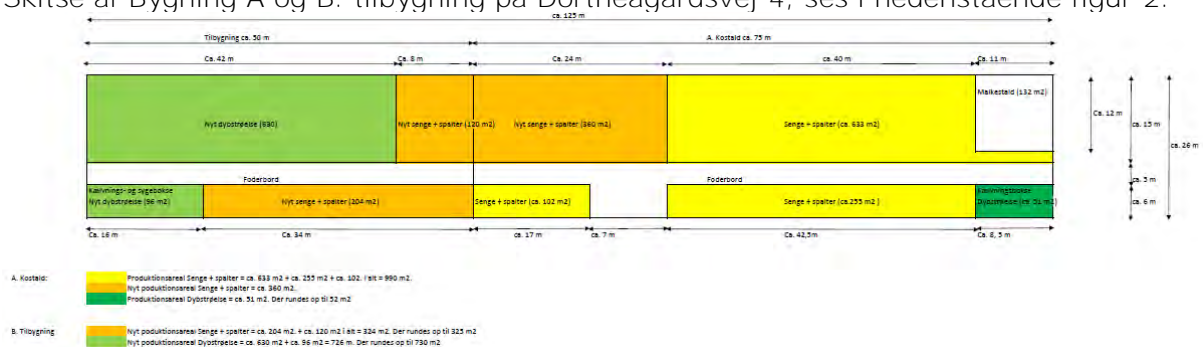 Skitse af Bygning A og B. tilbygning på Dortheagårdsvej 4, ses i nedenstående figur 2.
ca. 125 m
Tilbygning ca. 50 m
A. Kostald ca. 75 m
Ca. 42 m
Ca. 8 m
Ca. 24 m
ca. 40 m
Ca. 11 m
Malkestald (132 m2)
Ca. 12 m
ca. 15 m
ca. 26 m
Nyt dybstrøelse (630)
Nyt senge + spalter (120 m2)
Nyt senge + spalter (360 m2)
Senge + spalter (ca. 633 m2)
Foderbord
Foderbord
ca. 5 m
Kælvnings- og sygebokse
Nyt dybstrøelse (96 m2)
Nyt senge + spalter (204 m2)
Senge + spalter (ca. 102 m2)
Senge + spalter (ca.255 m2 )
Kælvningsbokse
Dybstrøelse (ca. 51 m2)
ca. 6 m
Ca. 16 m
Ca. 34 m
ca. 17 m
ca. 7 m
Ca. 42,5m
Ca. 8, 5 m
A. Kostald:
Produktionsareal Senge + spalter = ca. 633 m2 + ca. 255 m2 + ca. 102. I alt = 990 m2.
Nyt produktionsareal Senge + spalter = ca. 360 m2.
Produktionsareal Dybstrøelse = ca. 51 m2. Der rundes op til 52 m2
B. Tilbygning
Nyt poduktionsareal Senge + spalter = ca. 204 m2. + ca. 120 m2 i alt = 324 m2. Der rundes op til 325 m2
Nyt poduktionsareal Dybstrøelse = ca. 630 m2 + ca. 96 m2 = 726 m. Der rundes op til 730 m2